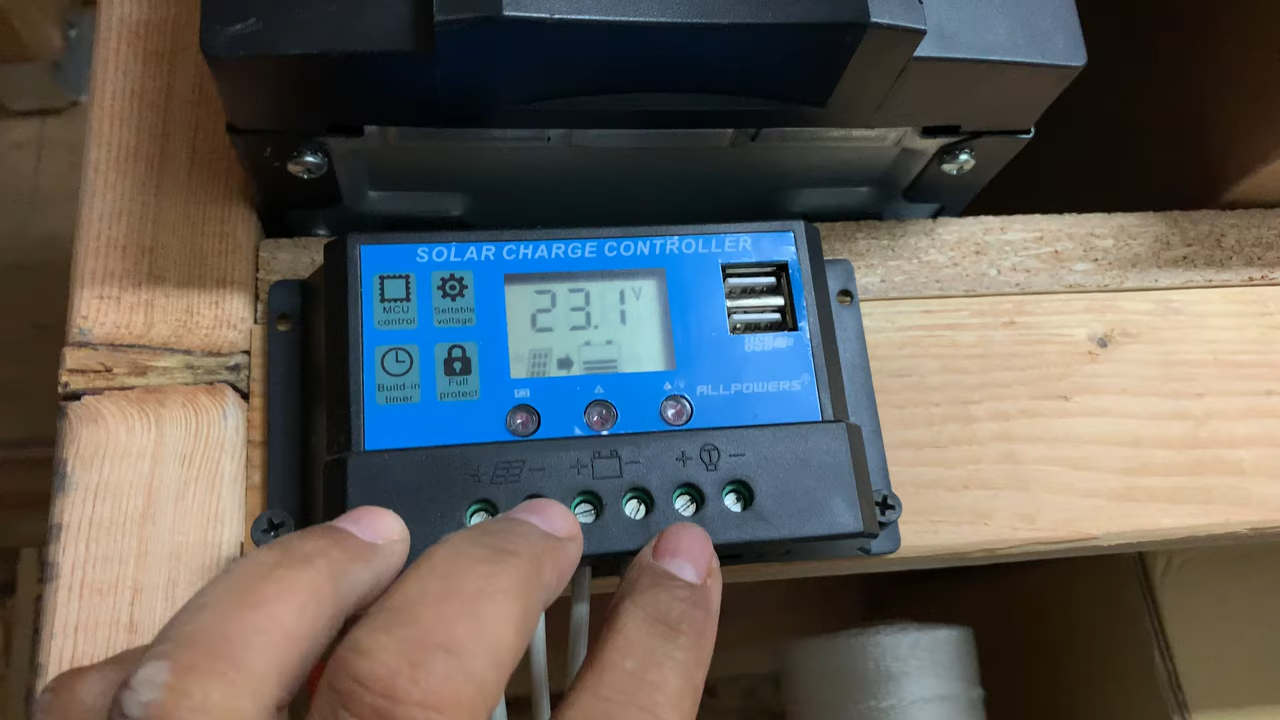 SOLAR CHARGE CONTROLLER
MCU
control
Settable
voltage
23.1V
Build-in
timer
Full
protect
USB
ALLPOWERS®
+ - + - + -